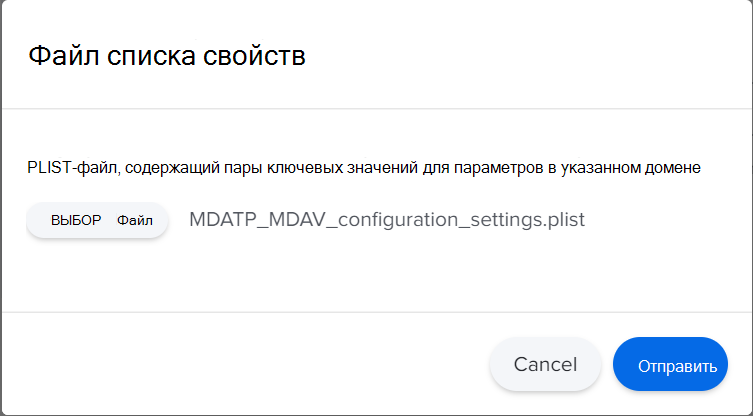 Файл списка свойств
PLIST-файл, содержащий пары ключевых значений для параметров в указанном домене
ВЫБОР Файл MDATP_MDAV_configuration_settings.plist
Cancel Отправить